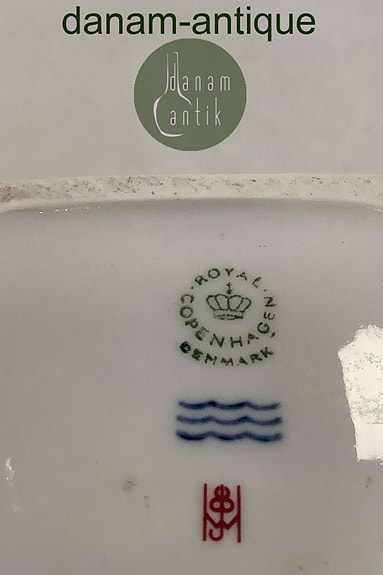 danam-antique
danam
antik
ROYAL
COPENHAGEN
DENMARK